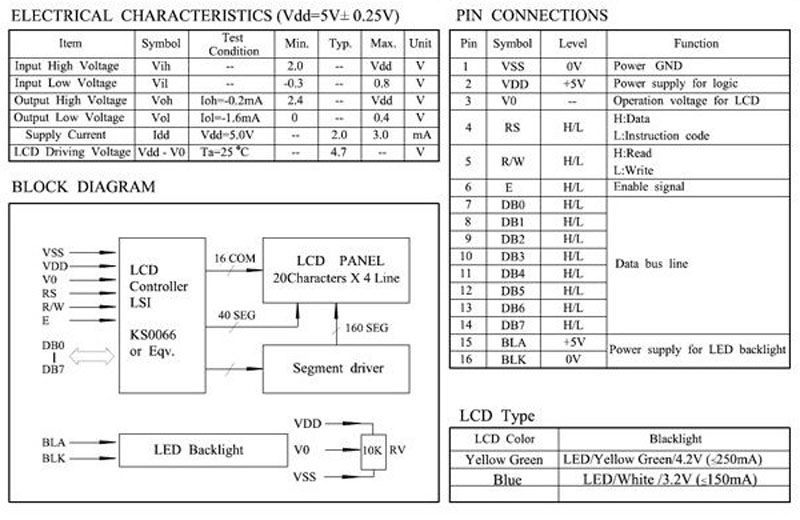 ELECTRICAL CHARACTERISTICS (Vdd=5V± 0.25V)
Item Symbol Test Condition Min. Typ. Max. Unit
Input High Voltage Vih -- 2.0 -- Vdd V
Input Low Voltage Vil -- -0.3 -- 0.8 V
Output High Voltage Voh Ioh=-0.2mA 2.4 -- Vdd V
Output Low Voltage Vol Iol=-1.6mA 0 -- 0.4 V
Supply Current Idd Vdd=5.0V -- 2.0 3.0 mA
LCD Driving Voltage Vdd - V0 Ta=25 °C -- 4.7 -- V
BLOCK DIAGRAM
VSS
VDD
V0
RS
R/W
E
DB0
DB7
LCD
Controller
LSI
KS0066
or Eqv.
16 COM
40 SEG
160 SEG
LCD PANEL
20Characters X 4 Line
Segment driver
BLA
BLK
LED Backlight
VDD
V0
VSS
10K
RV
PIN CONNECTIONS
Pin Symbol Level Function
1 VSS 0V Power GND
2 VDD +5V Power supply for logic
3 V0 -- Operation voltage for LCD
4 RS H/L H:Data
L:Instruction code
5 R/W H/L H:Read
L:Write
6 E H/L Enable signal
7 DB0 H/L
8 DB1 H/L
9 DB2 H/L
10 DB3 H/L
Data bus line
11 DB4 H/L
12 DB5 H/L
13 DB6 H/L
14 DB7 H/L
15 BLA +5V
Power supply for LED backlight
16 BLK 0V
LCD Type
LCD Color Blacklight
Yellow Green LED/Yellow Green/4.2V (≤250mA)
Blue LED/White /3.2V (≤150mA)